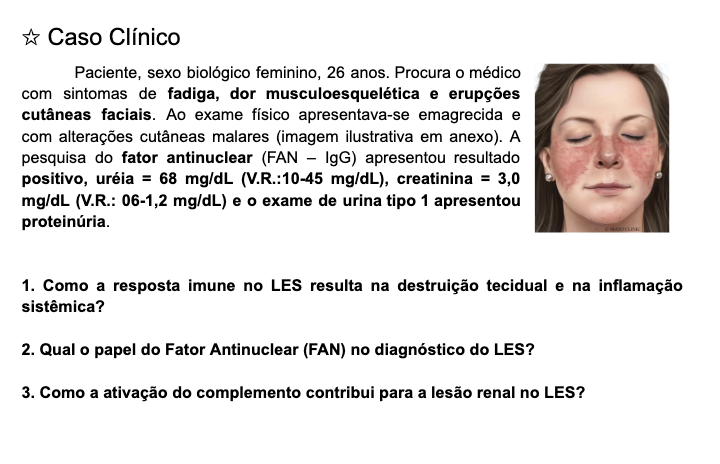 ☆ Caso Clínico
Paciente, sexo biológico feminino, 26 anos. Procura o médico
com sintomas de fadiga, dor musculoesquelética e erupções
cutâneas faciais. Ao exame físico apresentava-se emagrecida e
com alterações cutâneas malares (imagem ilustrativa em anexo). A
pesquisa do fator antinuclear (FAN – IgG) apresentou resultado
positivo, uréia = 68 mg/dL (V.R.:10-45 mg/dL), creatinina = 3,0
mg/dL (V.R.: 06-1,2 mg/dL) e o exame de urina tipo 1 apresentou
proteinúria.
© MAYO CLINIC
1. Como a resposta imune no LES resulta na destruição tecidual e na inflamação
sistêmica?
2. Qual o papel do Fator Antinuclear (FAN) no diagnóstico do LES?
3. Como a ativação do complemento contribui para a lesão renal no LES?